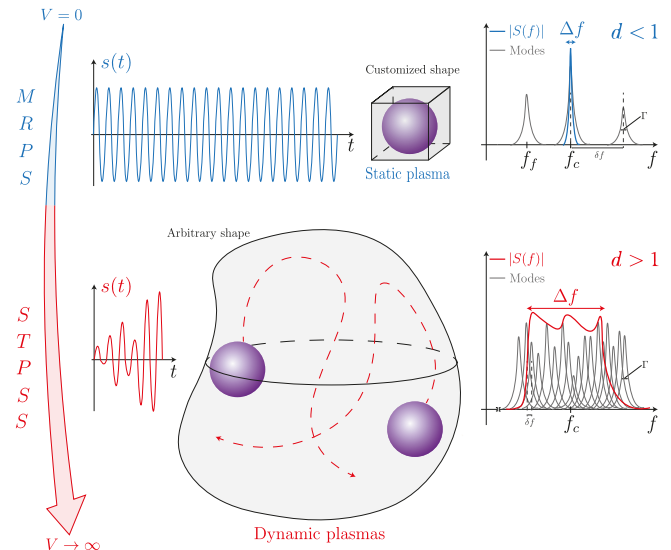 V = 0
M
R
P
S
s(t)
t
Customized shape
Static plasma
|S(f)|
Modes
Δf
d < 1
Γ
f_f
f_c
δf
f
Arbitrary shape
S
T
P
S
S
s(t)
t
|S(f)|
Modes
d > 1
Δf
Γ
δf
f_c
f
Dynamic plasmas
V → ∞